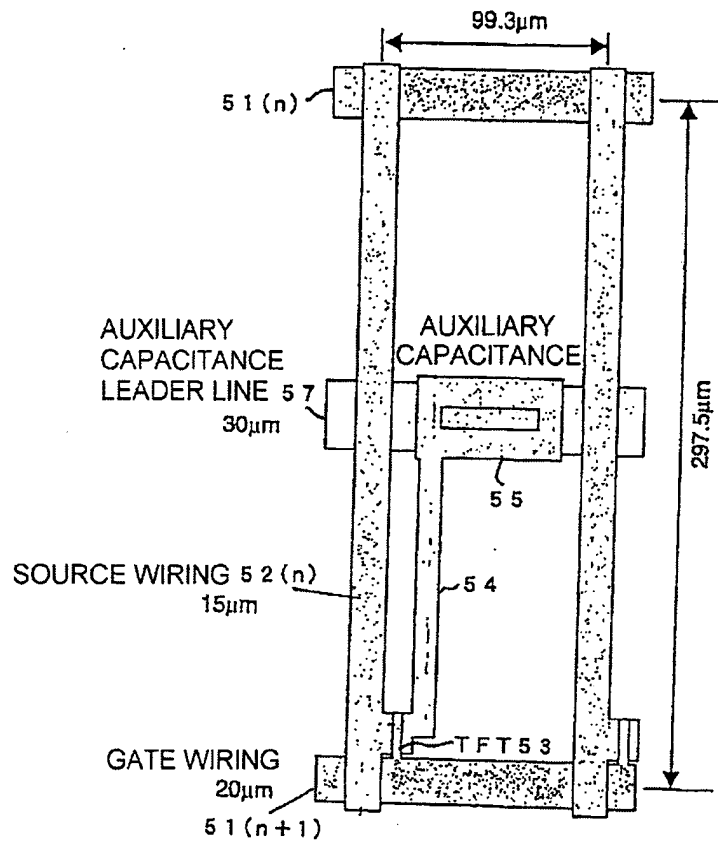 99.3μm
51(n)
AUXILIARY
CAPACITANCE
LEADER LINE 57
30μm
AUXILIARY
CAPACITANCE
297.5μm
55
SOURCE WIRING 52(n)
15μm
54
TFT53
GATE WIRING
20μm
51(n+1)